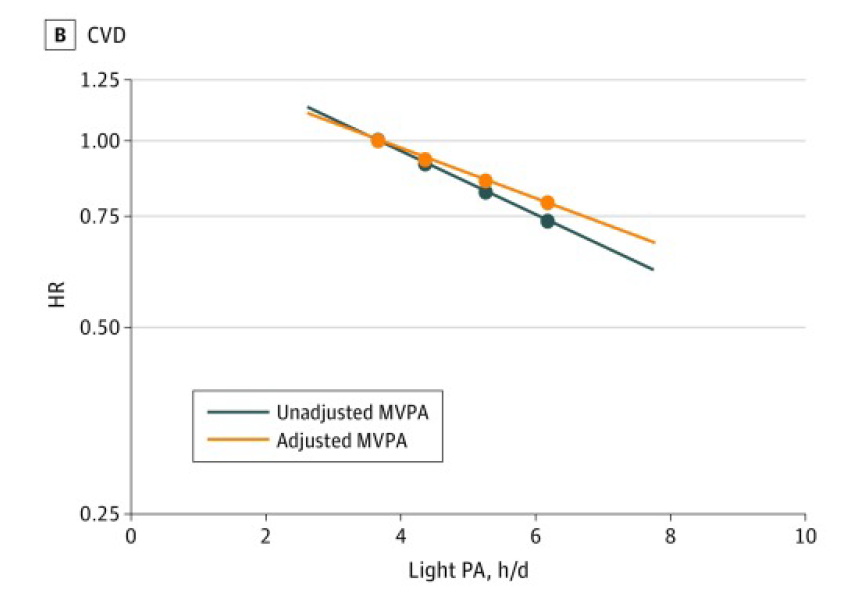 B CVD
1.25
1.00
0.75
0.50
0.25
HR
Unadjusted MVPA
Adjusted MVPA
0 2 4 6 8 10
Light PA, h/d